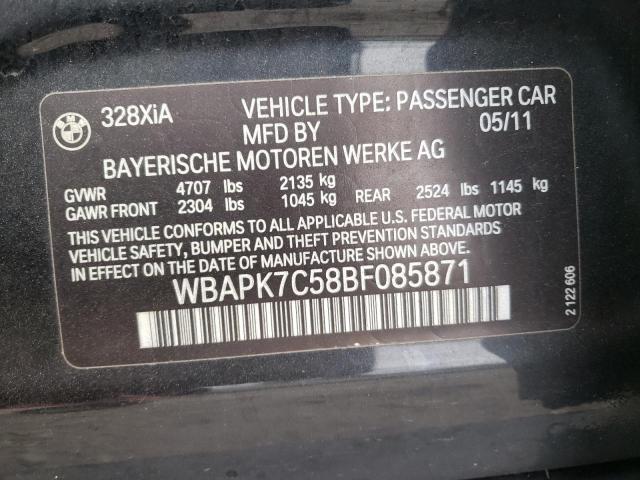 BMW
328XiA VEHICLE TYPE: PASSENGER CAR
MFD BY 05/11
BAYERISCHE MOTOREN WERKE AG
GVWR 4707 lbs 2135 kg
GAWR FRONT 2304 lbs 1045 kg REAR 2524 lbs 1145 kg
THIS VEHICLE CONFORMS TO ALL APPLICABLE U.S. FEDERAL MOTOR
VEHICLE SAFETY, BUMPER AND THEFT PREVENTION STANDARDS
IN EFFECT ON THE DATE OF MANUFACTURE SHOWN ABOVE.
WBAPK7C58BF085871
2 122 606